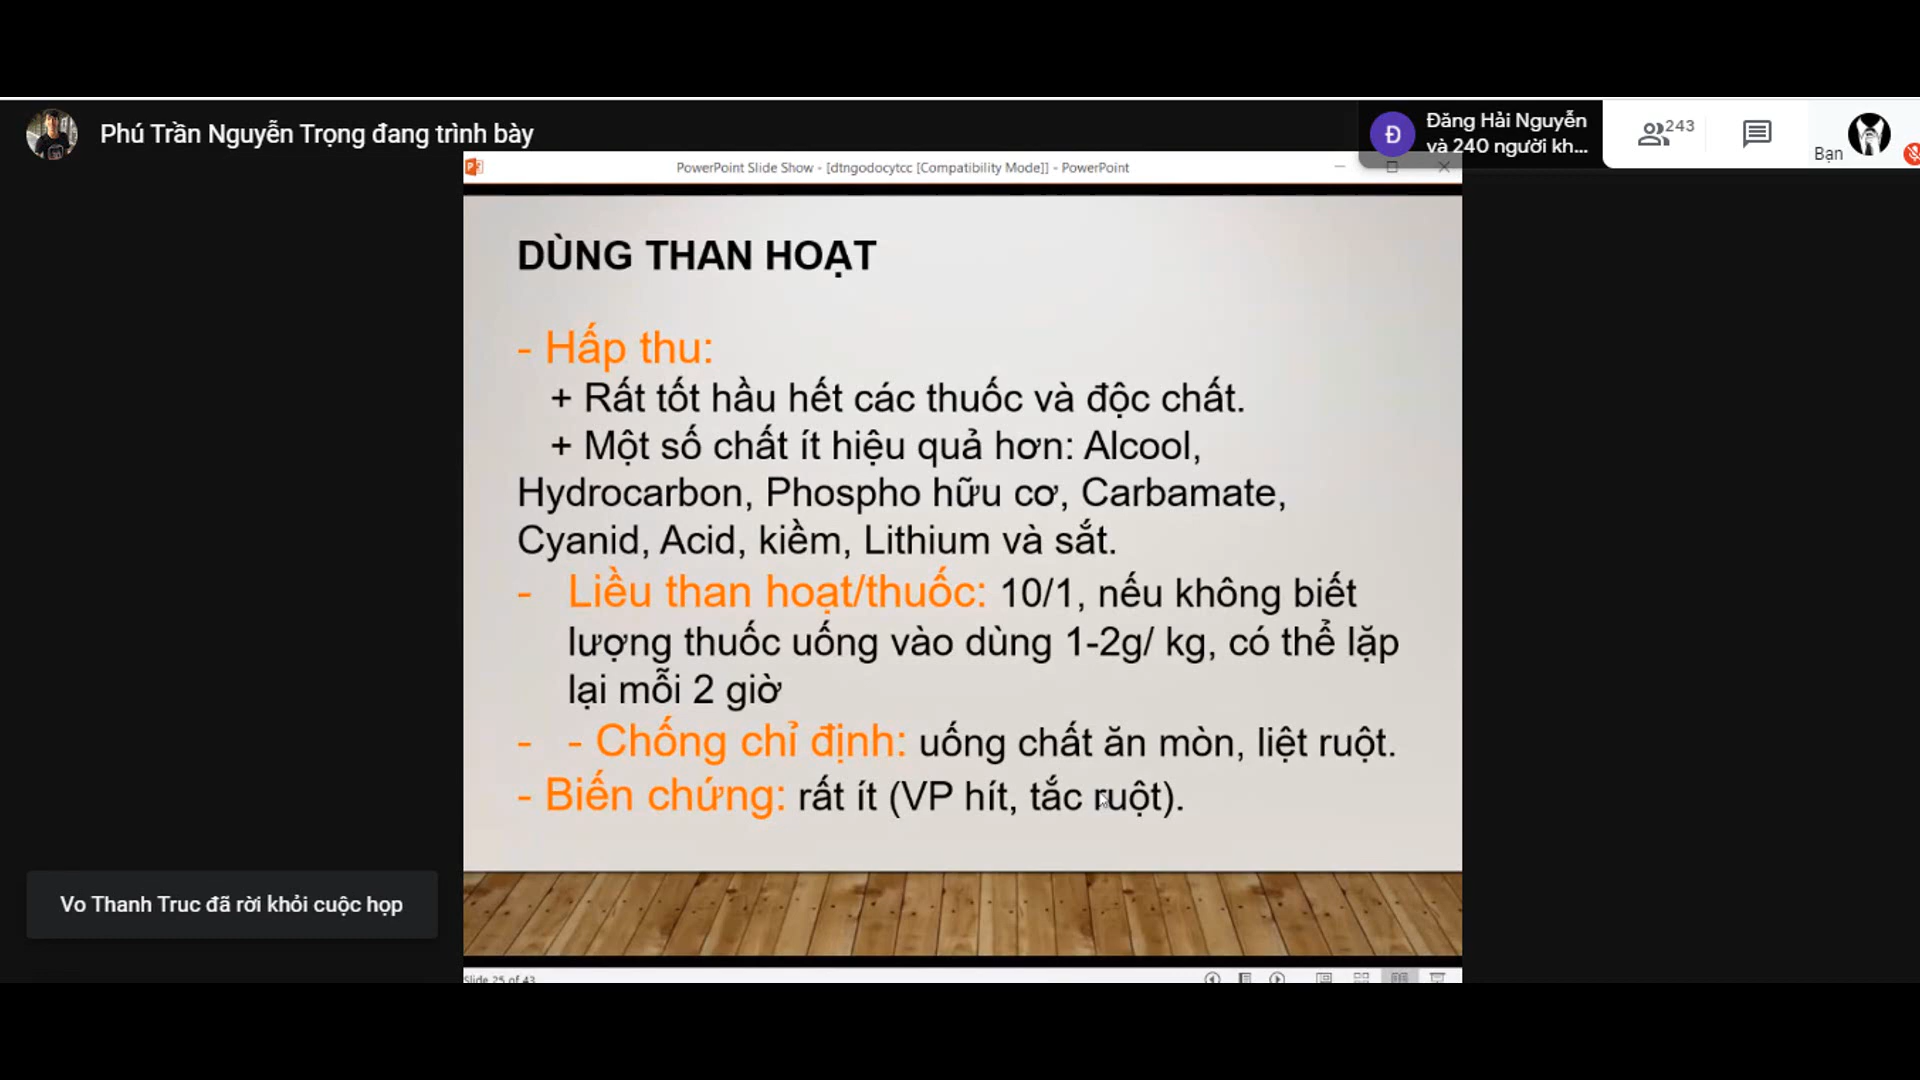 Phú Trần Nguyễn Trọng đang trình bày
Đ
Đăng Hải Nguyễn
và 240 người kh...
243
Bạn
PowerPoint Slide Show - [dtngodocytcc [Compatibility Mode]] - PowerPoint
DÙNG THAN HOẠT
- Hấp thu:
+ Rất tốt hầu hết các thuốc và độc chất.
+ Một số chất ít hiệu quả hơn: Alcool,
Hydrocarbon, Phospho hữu cơ, Carbamate,
Cyanid, Acid, kiềm, Lithium và sắt.
- Liều than hoạt/thuốc: 10/1, nếu không biết
lượng thuốc uống vào dùng 1-2g/ kg, có thể lặp
lại mỗi 2 giờ
- - Chống chỉ định: uống chất ăn mòn, liệt ruột.
- Biến chứng: rất ít (VP hít, tắc ruột).
Vo Thanh Truc đã rời khỏi cuộc họp
Slide 25 of 43